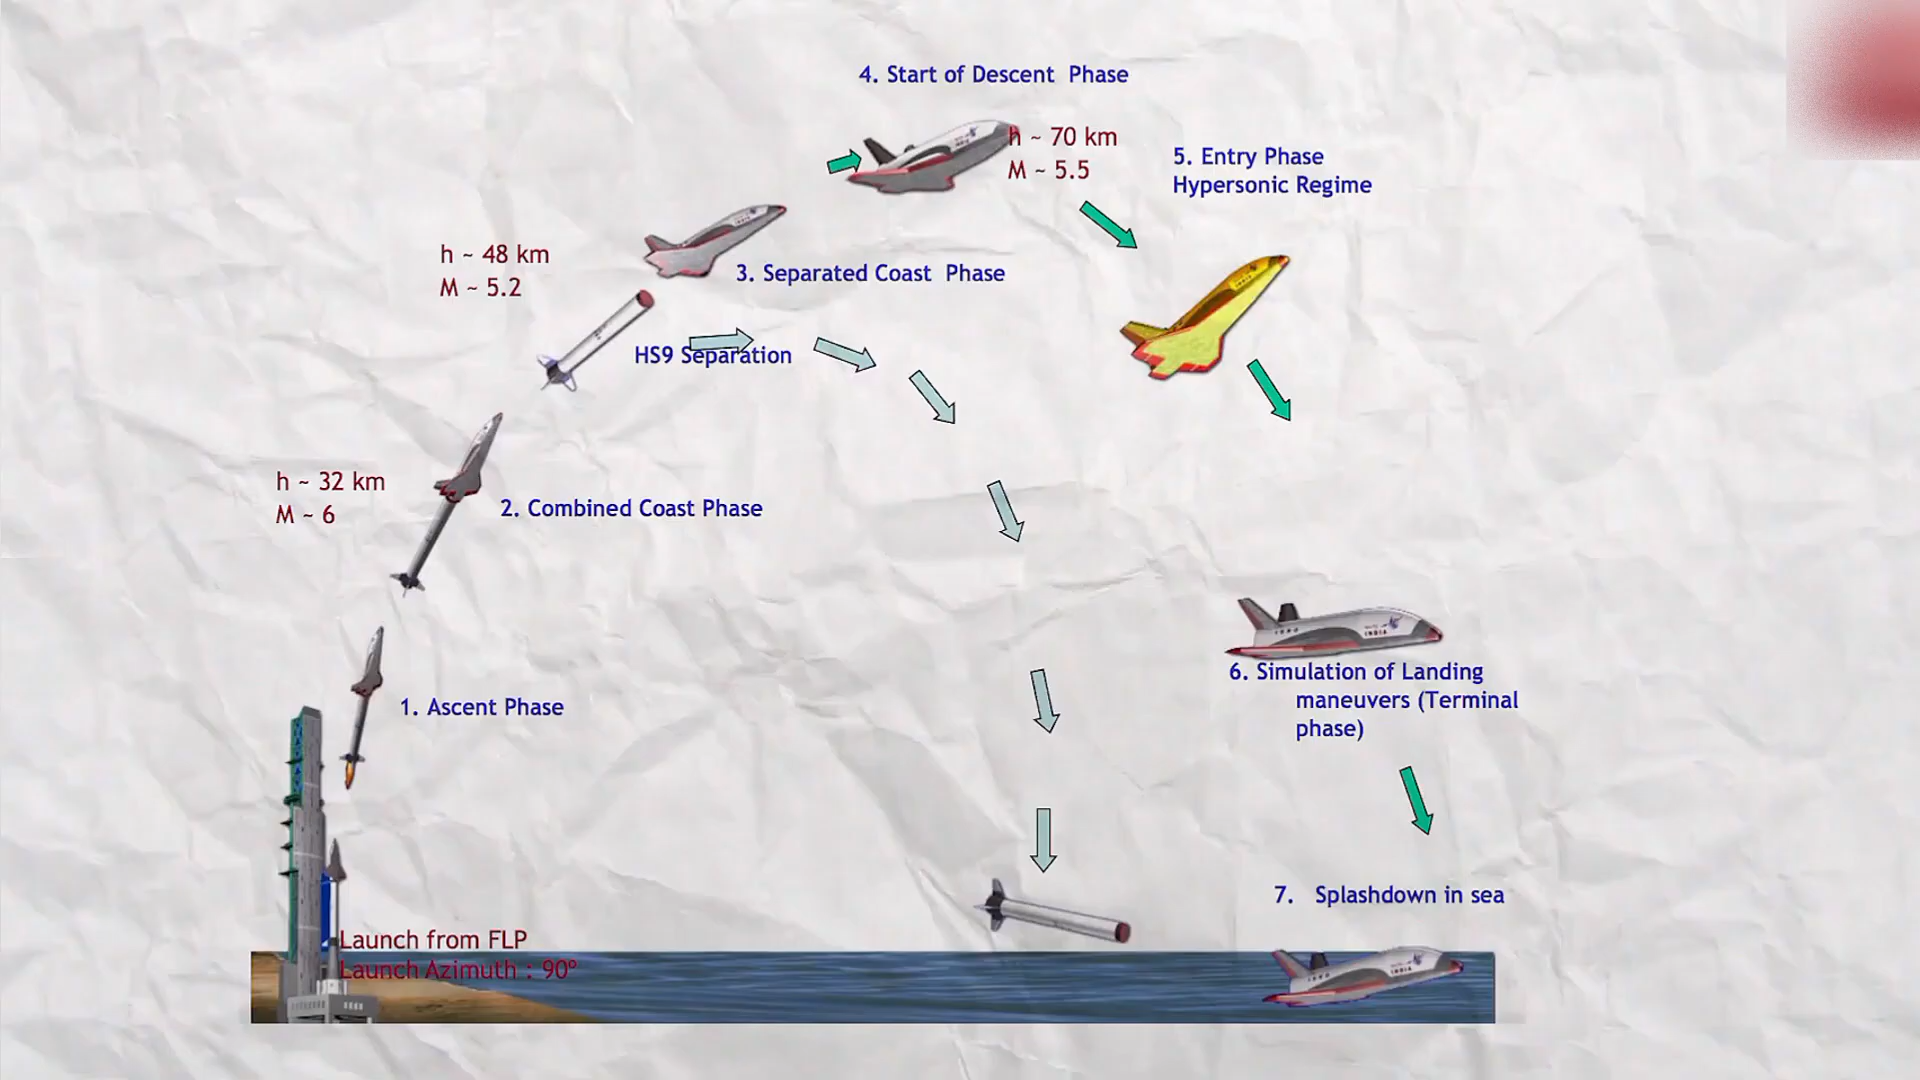 4. Start of Descent Phase
h ~ 70 km
M ~ 5.5
5. Entry Phase
Hypersonic Regime
h ~ 48 km
M ~ 5.2
3. Separated Coast Phase
HS9 Separation
h ~ 32 km
M ~ 6
2. Combined Coast Phase
INDIA
6. Simulation of Landing
maneuvers (Terminal
phase)
1. Ascent Phase
7. Splashdown in sea
Launch from FLP
Launch Azimuth : 90°
INDIA